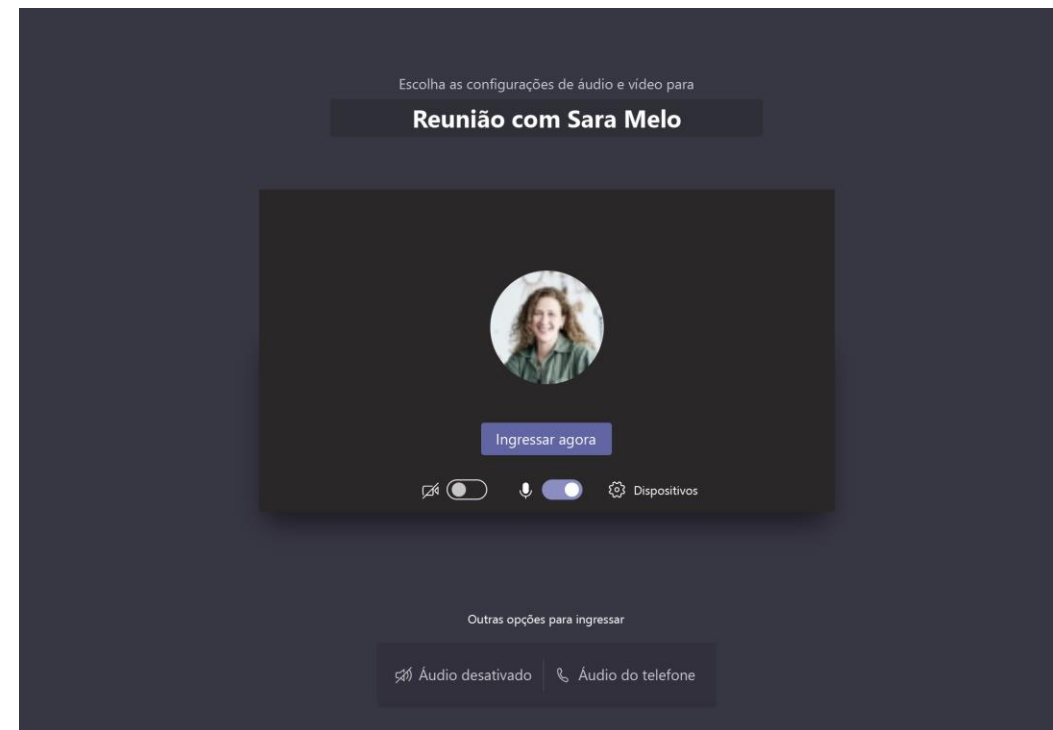 Escolha as configurações de áudio e vídeo para
Reunião com Sara Melo
Ingressar agora
Dispositivos
Outras opções para ingressar
Áudio desativado
Áudio do telefone